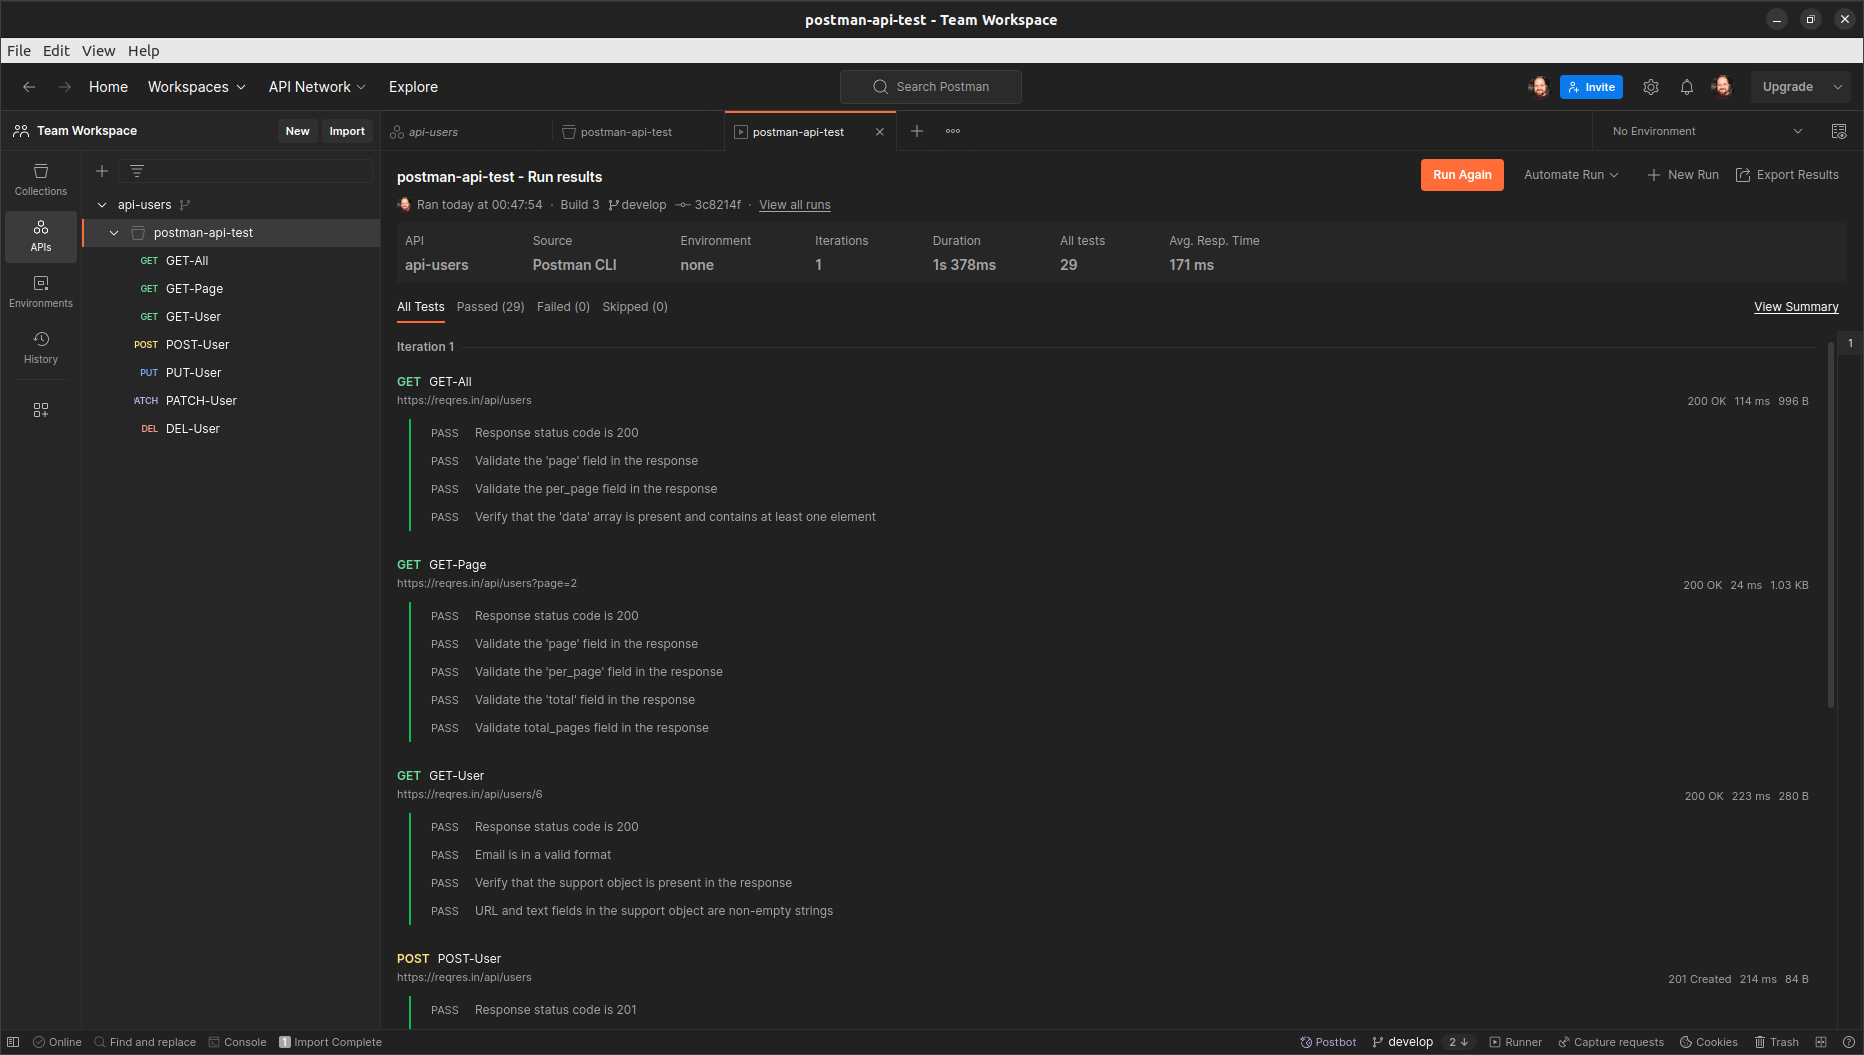 postman-api-test - Team Workspace
File Edit View Help
Home Workspaces API Network Explore Search Postman Invite Upgrade
Team Workspace New Import api-users postman-api-test postman-api-test No Environment
Collections
APIs
Environments
History
api-users
postman-api-test
GET GET-All
GET GET-Page
GET GET-User
POST POST-User
PUT PUT-User
ATCH PATCH-User
DEL DEL-User
postman-api-test - Run results Run Again Automate Run New Run Export Results
Ran today at 00:47:54 · Build 3 develop 3c8214f · View all runs
API Source Environment Iterations Duration All tests Avg. Resp. Time
api-users Postman CLI none 1 1s 378ms 29 171 ms
All Tests Passed (29) Failed (0) Skipped (0) View Summary
Iteration 1 1
GET GET-All
https://reqres.in/api/users 200 OK 114 ms 996 B
PASS Response status code is 200
PASS Validate the 'page' field in the response
PASS Validate the per_page field in the response
PASS Verify that the 'data' array is present and contains at least one element
GET GET-Page
https://reqres.in/api/users?page=2 200 OK 24 ms 1.03 KB
PASS Response status code is 200
PASS Validate the 'page' field in the response
PASS Validate the 'per_page' field in the response
PASS Validate the 'total' field in the response
PASS Validate total_pages field in the response
GET GET-User
https://reqres.in/api/users/6 200 OK 223 ms 280 B
PASS Response status code is 200
PASS Email is in a valid format
PASS Verify that the support object is present in the response
PASS URL and text fields in the support object are non-empty strings
POST POST-User
https://reqres.in/api/users 201 Created 214 ms 84 B
PASS Response status code is 201
Online Find and replace Console 1 Import Complete Postbot develop 2 ↓ Runner Capture requests Cookies Trash